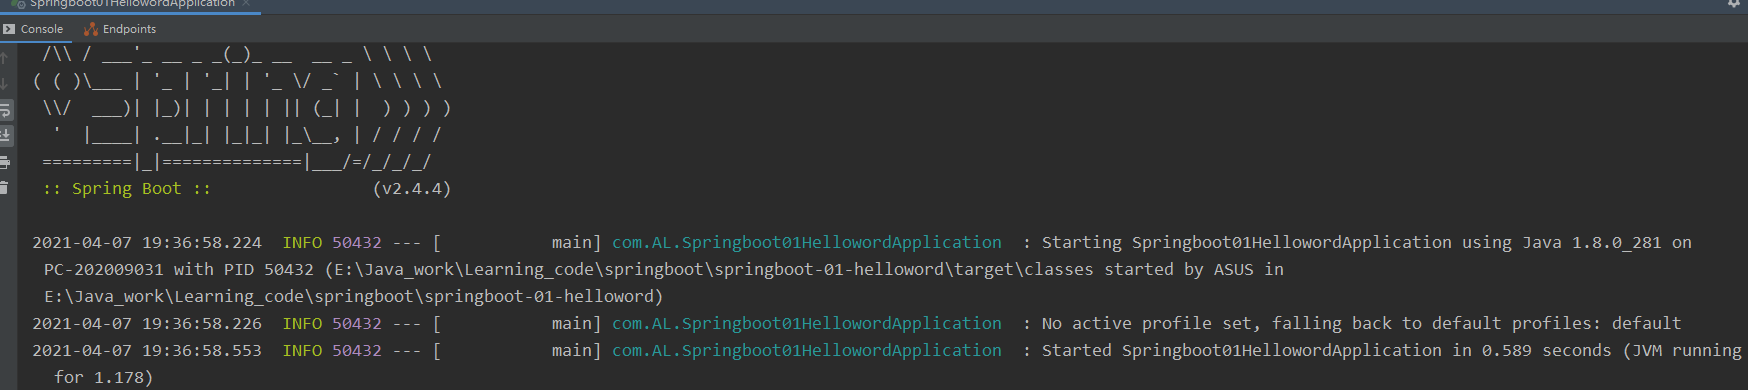 Springboot01HellowordApplication ×
Console Endpoints
 /\\ / ___'_ __ _ _(_)_ __  __ _ \ \ \ \
( ( )\___ | '_ | '_| | '_ \/ _` | \ \ \ \
 \\/  ___)| |_)| | | | | || (_| |  ) ) ) )
  '  |____| .__|_| |_|_| |_\__, | / / / /
 =========|_|==============|___/=/_/_/_/
 :: Spring Boot ::                (v2.4.4)
2021-04-07 19:36:58.224  INFO 50432 --- [           main] com.AL.Springboot01HellowordApplication  : Starting Springboot01HellowordApplication using Java 1.8.0_281 on
PC-202009031 with PID 50432 (E:\Java_work\Learning_code\springboot\springboot-01-helloword\target\classes started by ASUS in
E:\Java_work\Learning_code\springboot\springboot-01-helloword)
2021-04-07 19:36:58.226  INFO 50432 --- [           main] com.AL.Springboot01HellowordApplication  : No active profile set, falling back to default profiles: default
2021-04-07 19:36:58.553  INFO 50432 --- [           main] com.AL.Springboot01HellowordApplication  : Started Springboot01HellowordApplication in 0.589 seconds (JVM running
for 1.178)